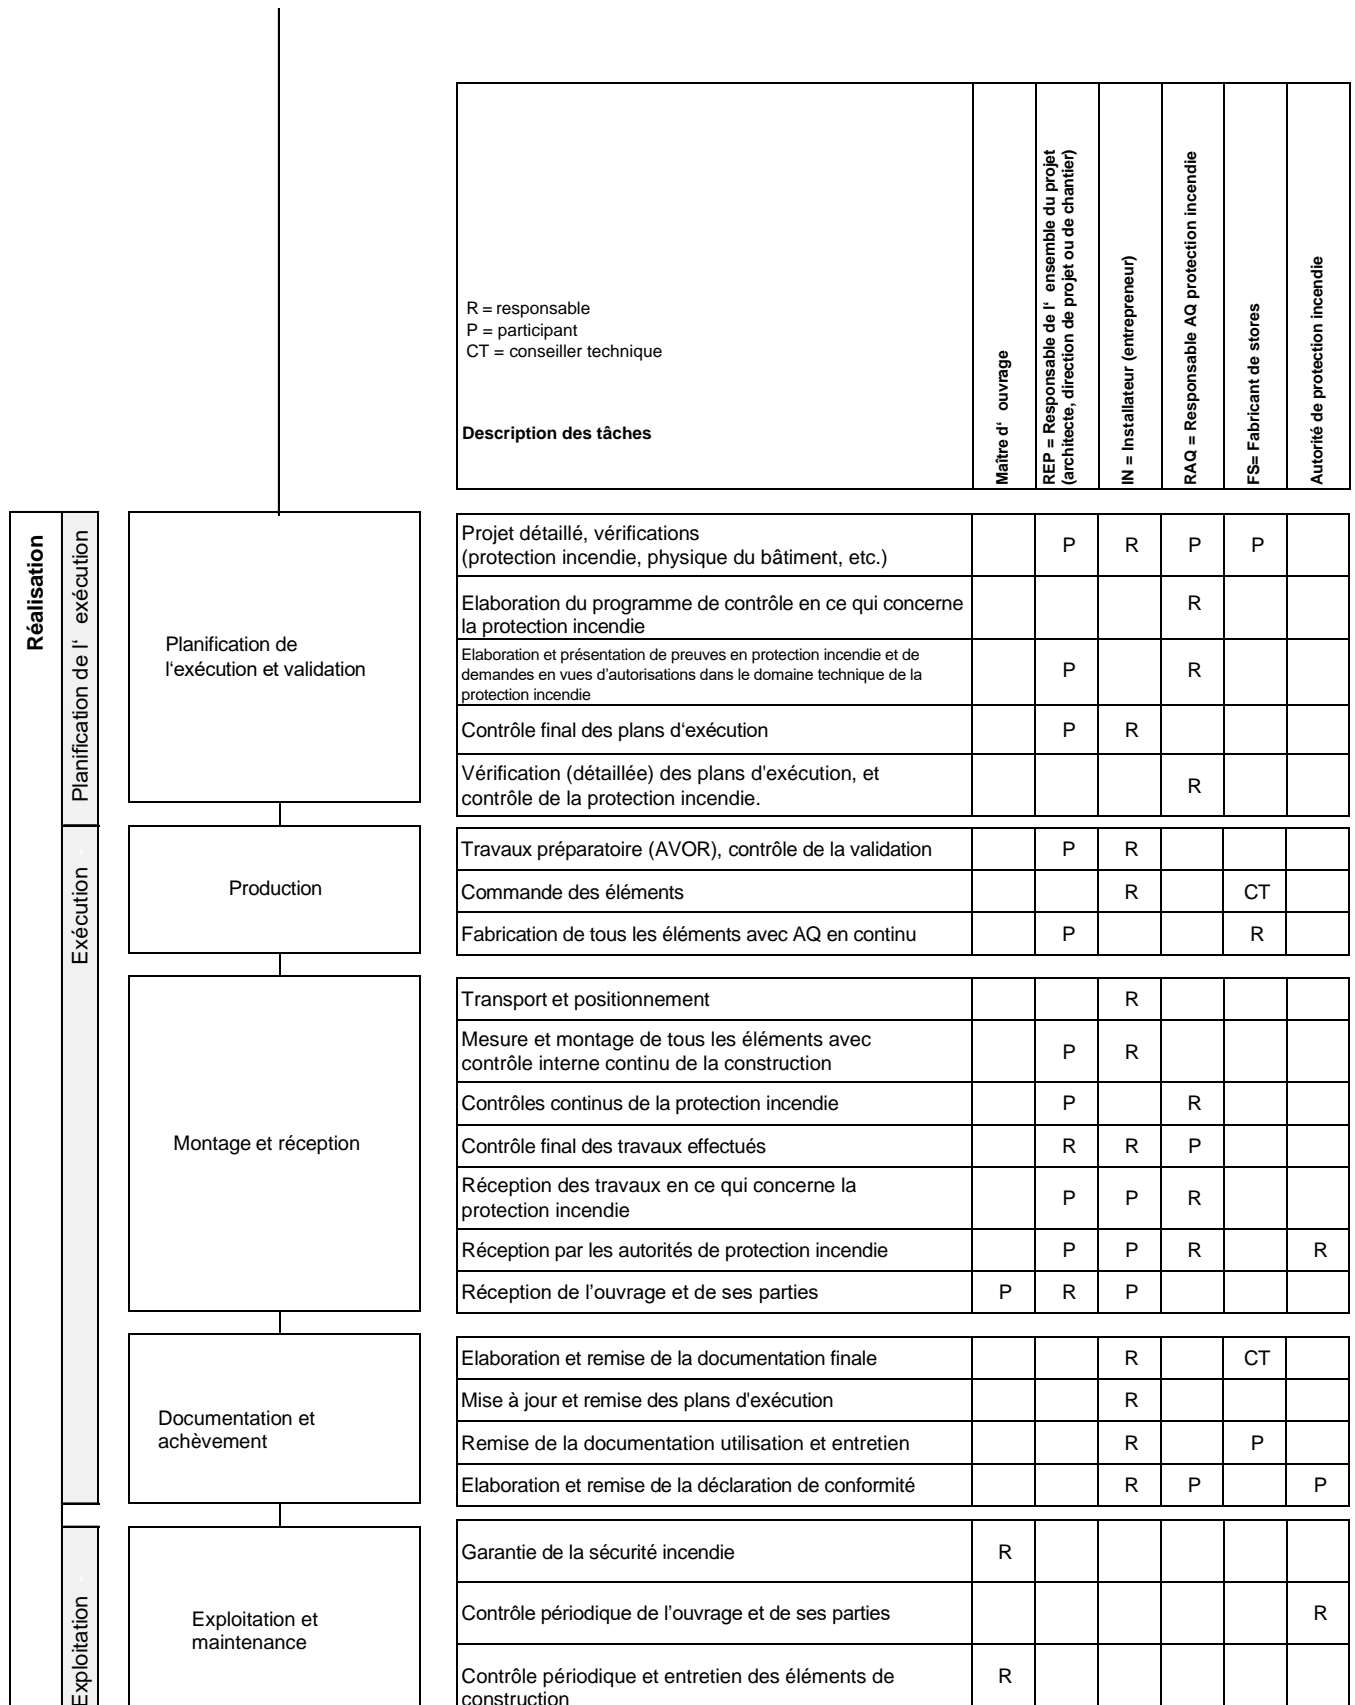 R = responsable
P = participant
CT = conseiller technique
Description des tâches
Maître d‘ ouvrage
REP = Responsable de l‘ ensemble du projet
(architecte, direction de projet ou de chantier)
IN = Installateur (entrepreneur)
RAQ = Responsable AQ protection incendie
FS= Fabricant de stores
Autorité de protection incendie
Réalisation
Planification de l‘ exécution
Planification de
l‘exécution et validation
Projet détaillé, vérifications
(protection incendie, physique du bâtiment, etc.)
P R P P
Elaboration du programme de contrôle en ce qui concerne
la protection incendie
R
Elaboration et présentation de preuves en protection incendie et de
demandes en vues d’autorisations dans le domaine technique de la
protection incendie
P R
Contrôle final des plans d‘exécution P R
Vérification (détaillée) des plans d'exécution, et
contrôle de la protection incendie.
R
Exécution -
Production
Travaux préparatoire (AVOR), contrôle de la validation P R
Commande des éléments R CT
Fabrication de tous les éléments avec AQ en continu P R
Montage et réception
Transport et positionnement R
Mesure et montage de tous les éléments avec
contrôle interne continu de la construction
P R
Contrôles continus de la protection incendie P R
Contrôle final des travaux effectués R R P
Réception des travaux en ce qui concerne la
protection incendie
P P R
Réception par les autorités de protection incendie P P R R
Réception de l’ouvrage et de ses parties P R P
Documentation et
achèvement
Elaboration et remise de la documentation finale R CT
Mise à jour et remise des plans d'exécution R
Remise de la documentation utilisation et entretien R P
Elaboration et remise de la déclaration de conformité R P P
Exploitation -
Exploitation et
maintenance
Garantie de la sécurité incendie R
Contrôle périodique de l’ouvrage et de ses parties R
Contrôle périodique et entretien des éléments de
construction
R